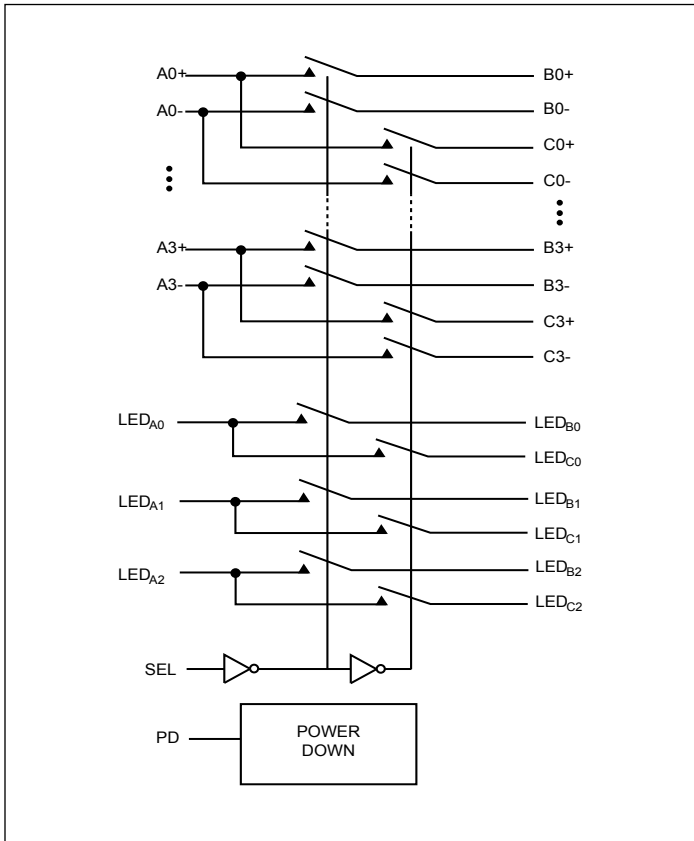 A0+ B0+
A0- B0-
C0+
C0-
A3+ B3+
A3- B3-
C3+
C3-
LEDA0 LEDB0
LEDC0
LEDA1 LEDB1
LEDC1
LEDA2 LEDB2
LEDC2
SEL
PD POWER
DOWN